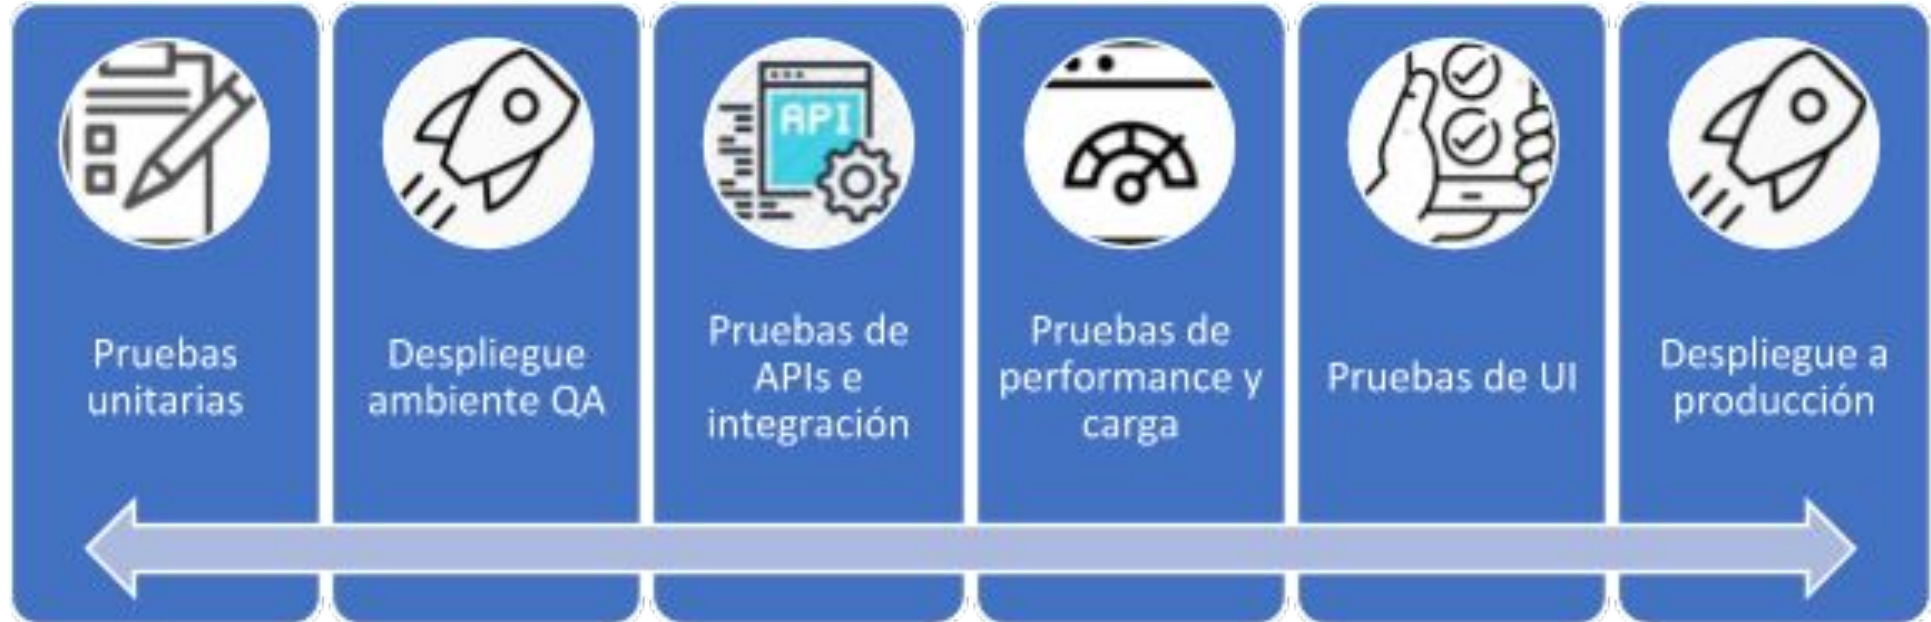 API
Pruebas
unitarias
Despliegue
ambiente QA
Pruebas de
APIs e
integración
Pruebas de
performance y
carga
Pruebas de UI
Despliegue a
producción